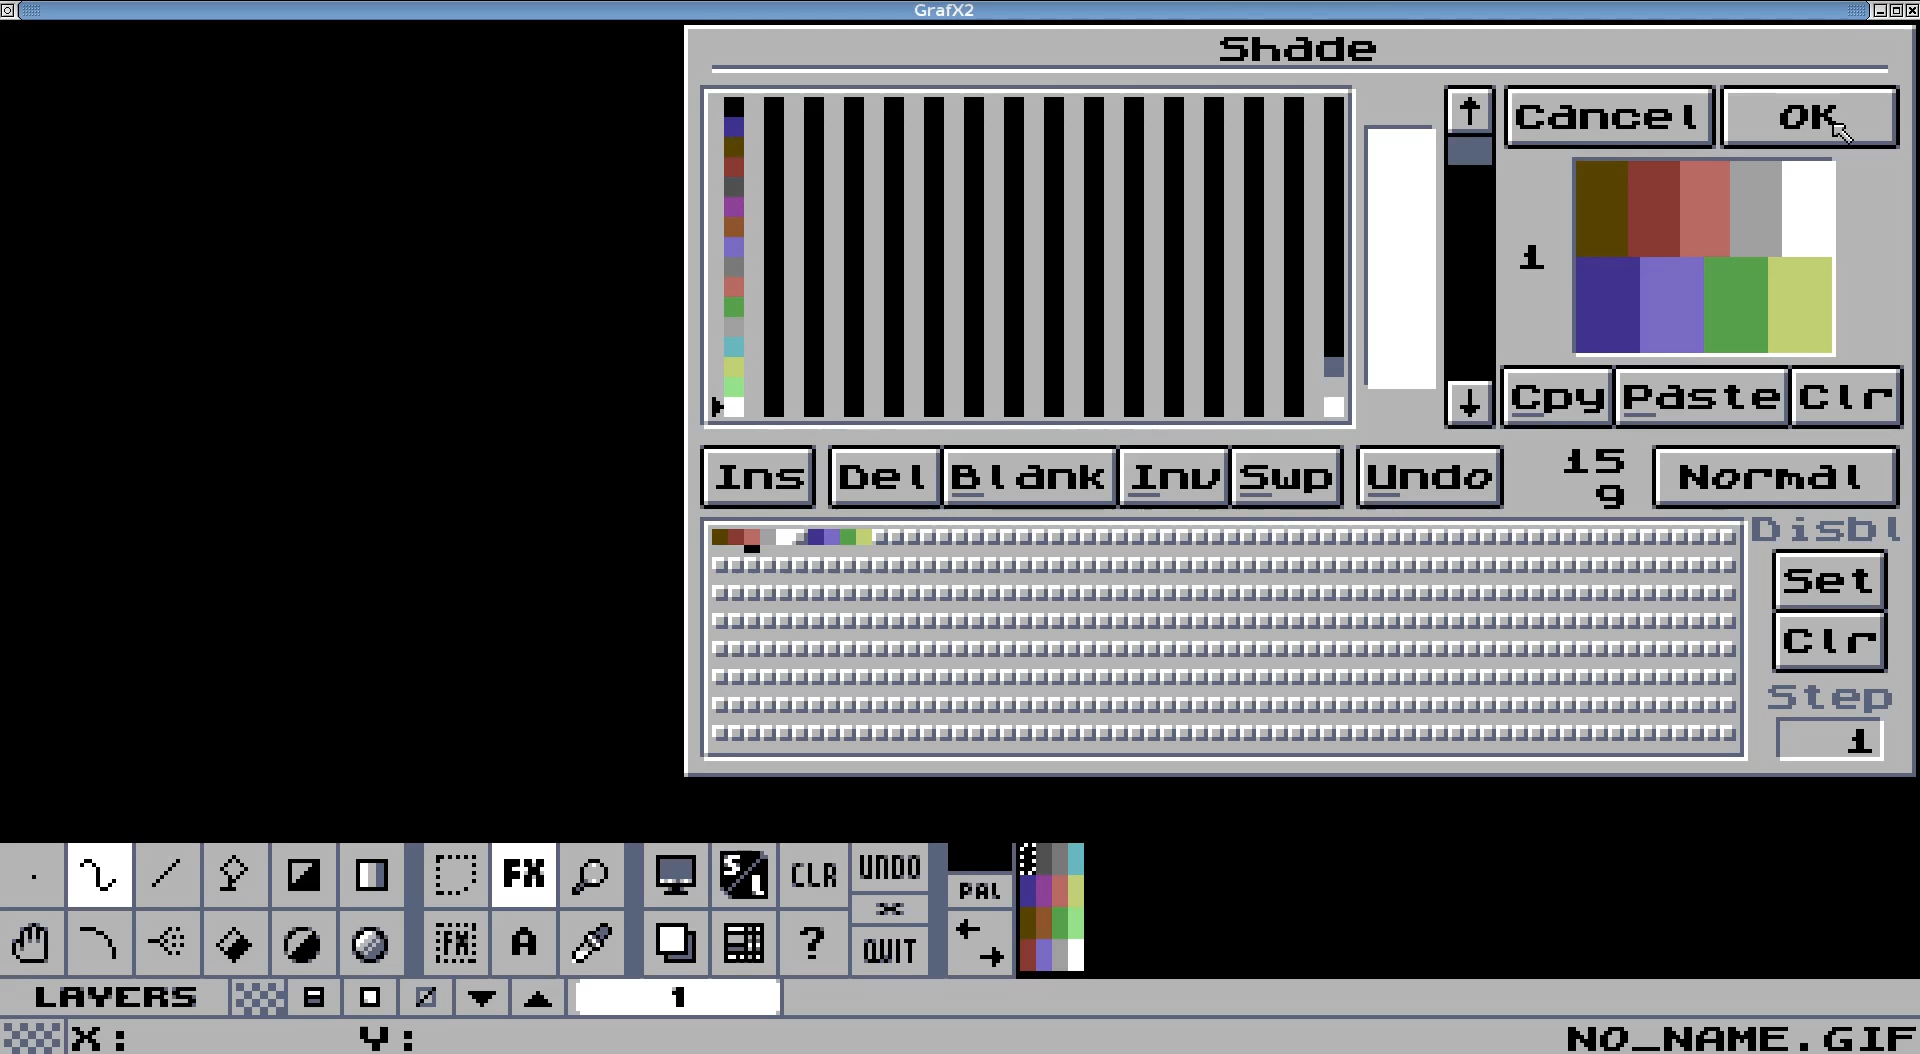 GrafX2
Shade
Cancel OK
1
Cpy Paste Clr
Ins Del Blank Inv Swp Undo 15 Normal
9
Disbl
Set
Clr
Step
1
FX S/L CLR UNDO PAL
FX A ? QUIT
LAYERS 1
X: Y: NO_NAME.GIF